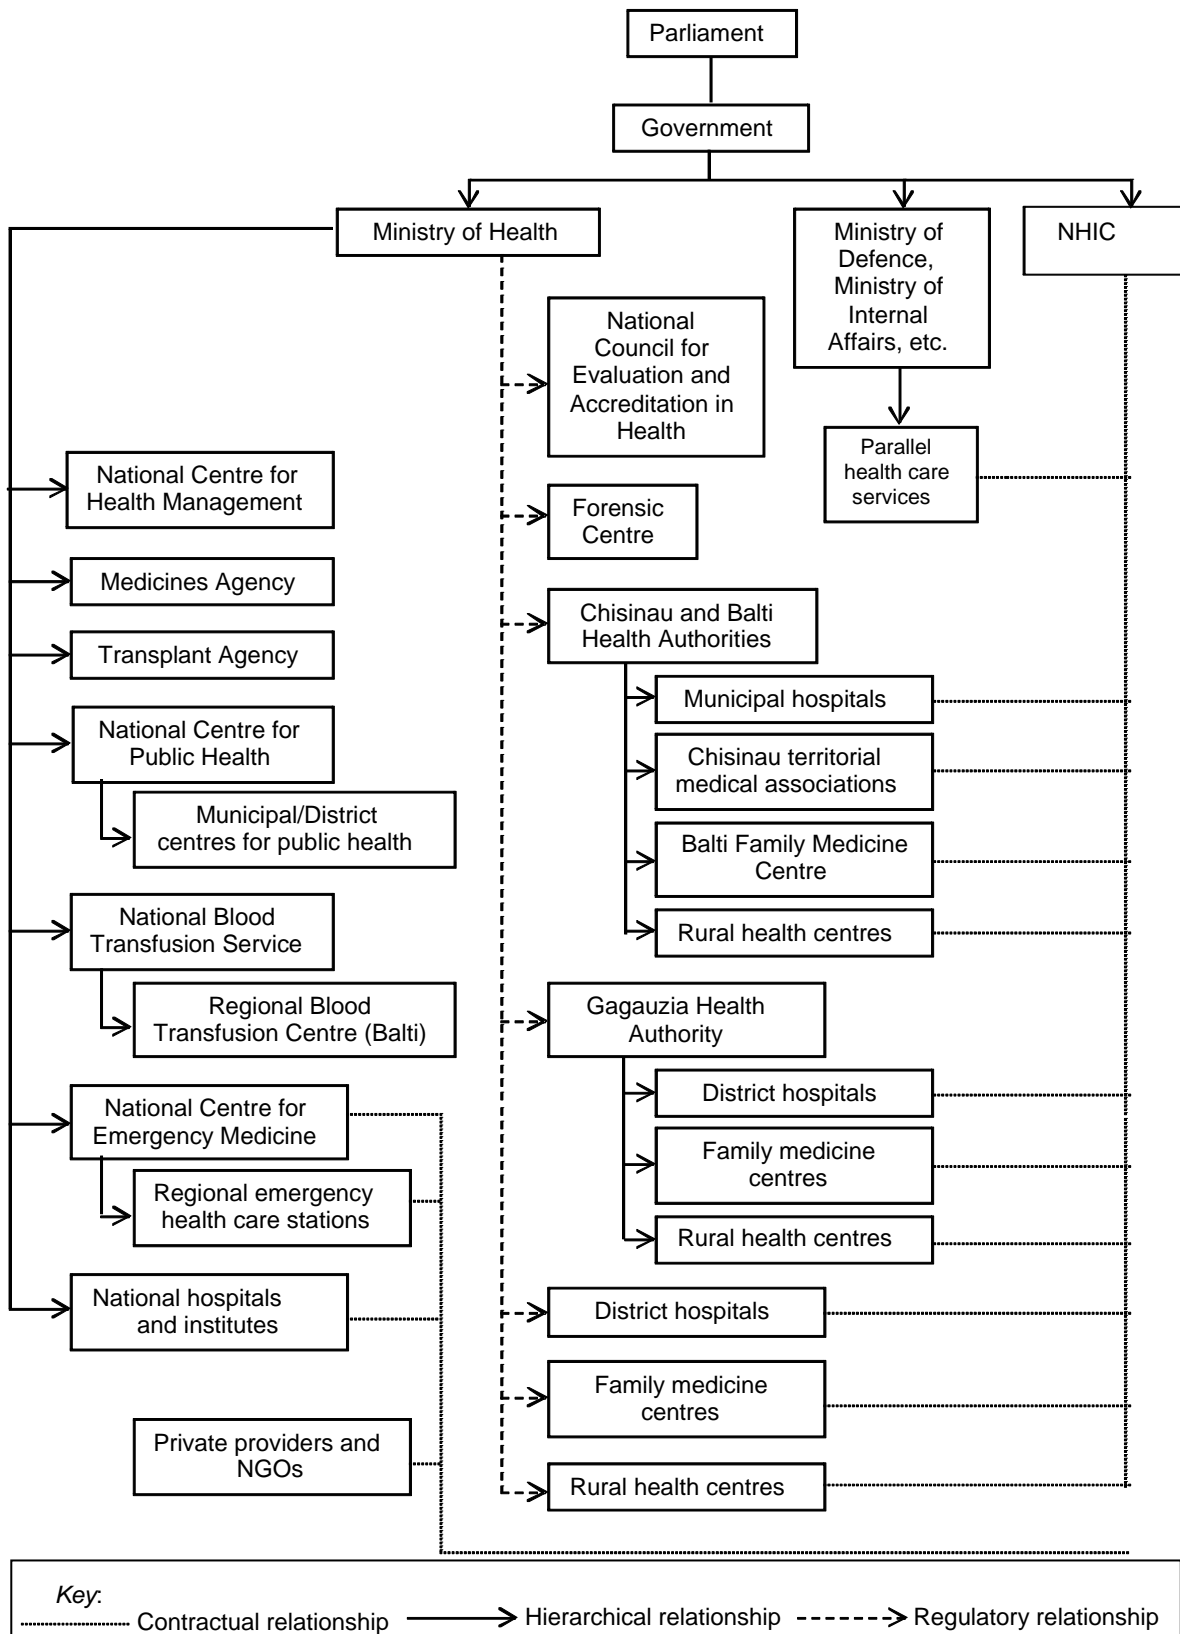 Parliament
Government
Ministry of Health
Ministry of
Defence,
Ministry of
Internal
Affairs, etc.
NHIC
National
Council for
Evaluation and
Accreditation in
Health
Parallel
health care
services
National Centre for
Health Management
Forensic
Centre
Medicines Agency
Chisinau and Balti
Health Authorities
Transplant Agency
Municipal hospitals
National Centre for
Public Health
Chisinau territorial
medical associations
Municipal/District
centres for public health
Balti Family Medicine
Centre
National Blood
Transfusion Service
Rural health centres
Regional Blood
Transfusion Centre (Balti)
Gagauzia Health
Authority
District hospitals
National Centre for
Emergency Medicine
Family medicine
centres
Regional emergency
health care stations
Rural health centres
National hospitals
and institutes
District hospitals
Family medicine
centres
Private providers and
NGOs
Rural health centres
Key:
Contractual relationship
Hierarchical relationship
Regulatory relationship